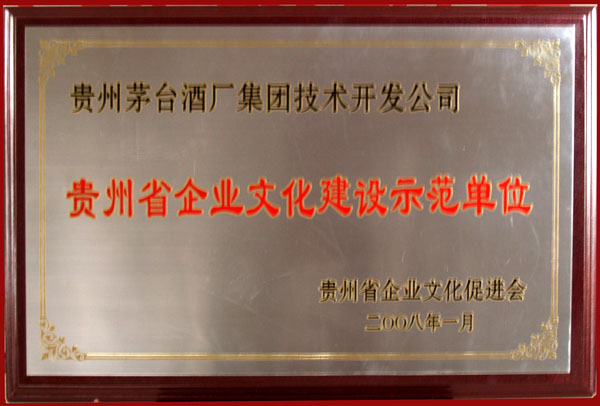 贵州茅台酒厂集团技术开发公司
贵州省企业文化建设示范单位
贵州省企业文化促进会
二〇〇八年一月